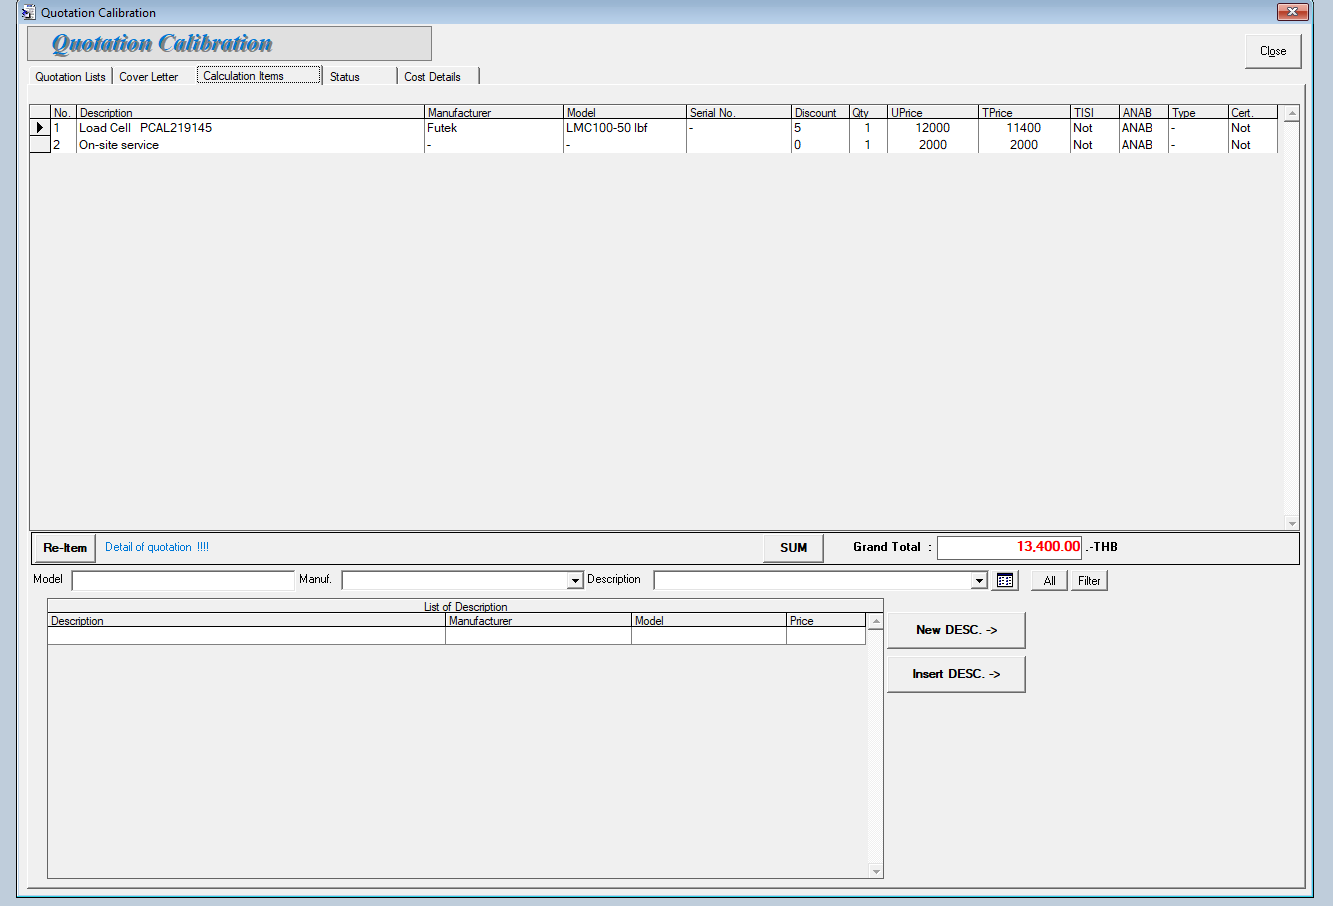 Quotation Calibration
Quotation Calibration
Close
Quotation Lists Cover Letter Calculation Items Status Cost Details
No. Description Manufacturer Model Serial No. Discount Qty UPrice TPrice TISI ANAB Type Cert.
1 Load Cell PCAL219145 Futek LMC100-50 lbf - 5 1 12000 11400 Not ANAB - Not
2 On-site service - - 0 1 2000 2000 Not ANAB - Not
Re-Item Detail of quotation !!!! SUM Grand Total : 13,400.00 .-THB
Model Manuf. Description All Filter
List of Description
Description Manufacturer Model Price
New DESC. ->
Insert DESC. ->